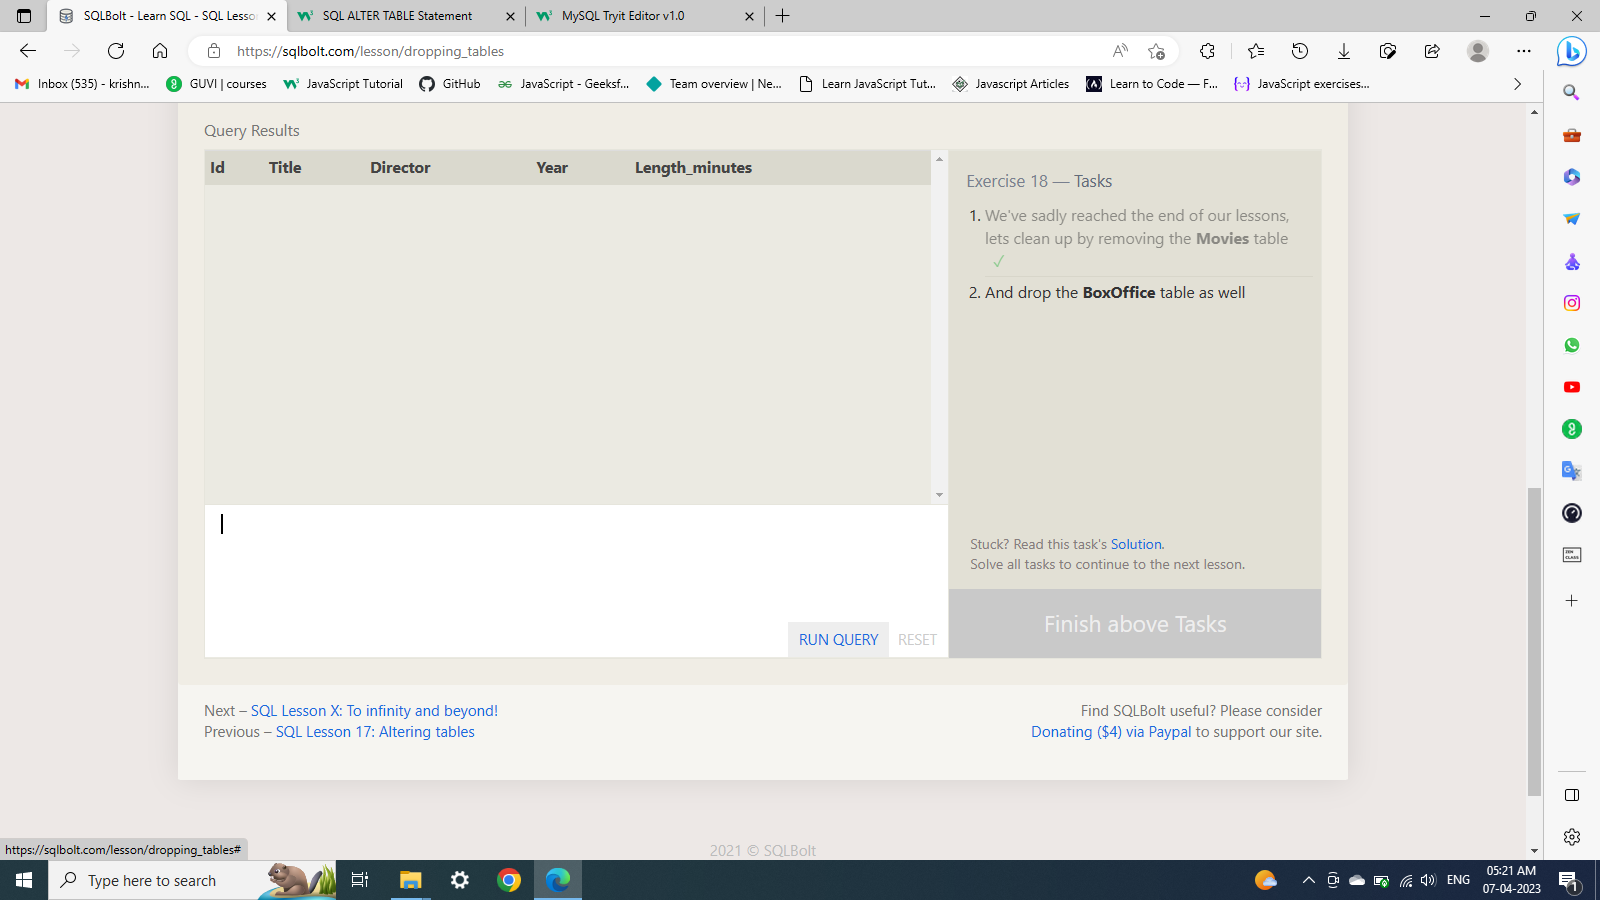 SQLBolt - Learn SQL - SQL Lesson
SQL ALTER TABLE Statement
MySQL Tryit Editor v1.0
https://sqlbolt.com/lesson/dropping_tables
Inbox (535) - krishn...
GUVI | courses
JavaScript Tutorial
GitHub
JavaScript - Geeksf...
Team overview | Ne...
Learn JavaScript Tut...
Javascript Articles
Learn to Code — F...
JavaScript exercises...
Query Results
Id Title Director Year Length_minutes
Exercise 18 — Tasks
1. We've sadly reached the end of our lessons,
lets clean up by removing the Movies table
✓
2. And drop the BoxOffice table as well
Stuck? Read this task's Solution.
Solve all tasks to continue to the next lesson.
Finish above Tasks
RUN QUERY RESET
Next – SQL Lesson X: To infinity and beyond!
Previous – SQL Lesson 17: Altering tables
Find SQLBolt useful? Please consider
Donating ($4) via Paypal to support our site.
https://sqlbolt.com/lesson/dropping_tables#
2021 © SQLBolt
Type here to search
ENG
05:21 AM
07-04-2023
1